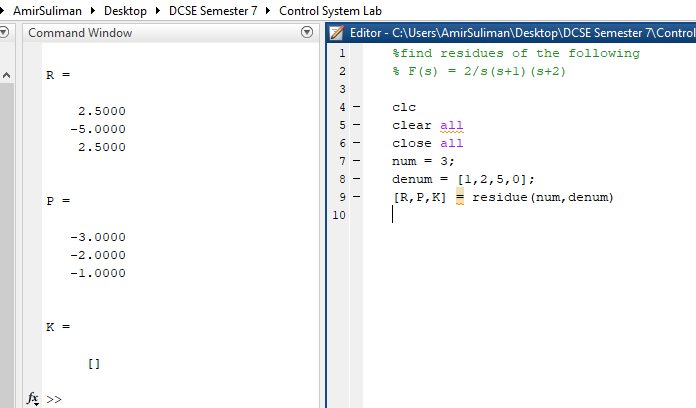 AmirSuliman ▸ Desktop ▸ DCSE Semester 7 ▸ Control System Lab
Command Window
R =
2.5000
-5.0000
2.5000
P =
-3.0000
-2.0000
-1.0000
K =
[]
fx >>
Editor - C:\Users\AmirSuliman\Desktop\DCSE Semester 7\Control
1 %find residues of the following
2 % F(s) = 2/s(s+1)(s+2)
3
4 - clc
5 - clear all
6 - close all
7 - num = 3;
8 - denum = [1,2,5,0];
9 - [R,P,K] = residue(num,denum)
10